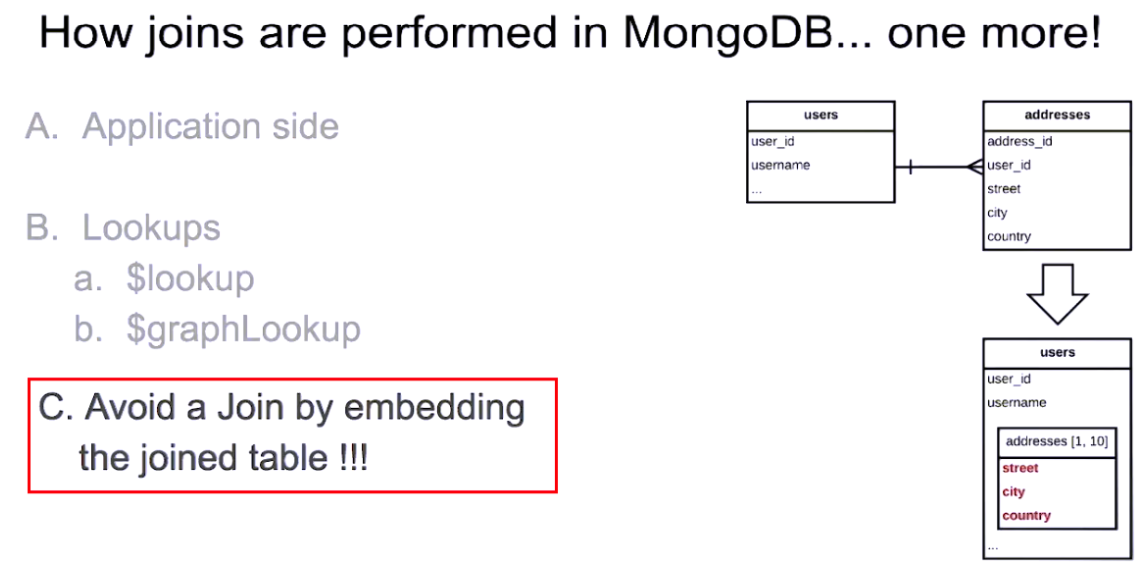 How joins are performed in MongoDB... one more!
A. Application side
B. Lookups
a. $lookup
b. $graphLookup
C. Avoid a Join by embedding
the joined table !!!
users
user_id
username
...
addresses
address_id
user_id
street
city
country
users
user_id
username
addresses [1, 10]
street
city
country
...